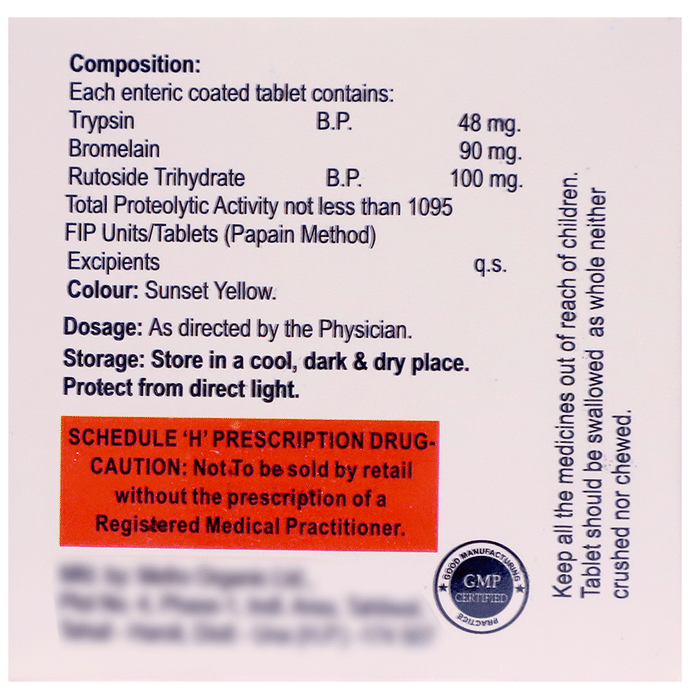 Composition:
Each enteric coated tablet contains:
Trypsin B.P. 48 mg.
Bromelain 90 mg.
Rutoside Trihydrate B.P. 100 mg.
Total Proteolytic Activity not less than 1095
FIP Units/Tablets (Papain Method)
Excipients q.s.
Colour: Sunset Yellow.
Dosage: As directed by the Physician.
Storage: Store in a cool, dark & dry place.
Protect from direct light.
SCHEDULE 'H' PRESCRIPTION DRUG-
CAUTION: Not To be sold by retail
without the prescription of a
Registered Medical Practitioner.
GOOD MANUFACTURING
GMP
CERTIFIED
PRACTICE
Keep all the medicines out of reach of children.
Tablet should be swallowed as whole neither
crushed nor chewed.